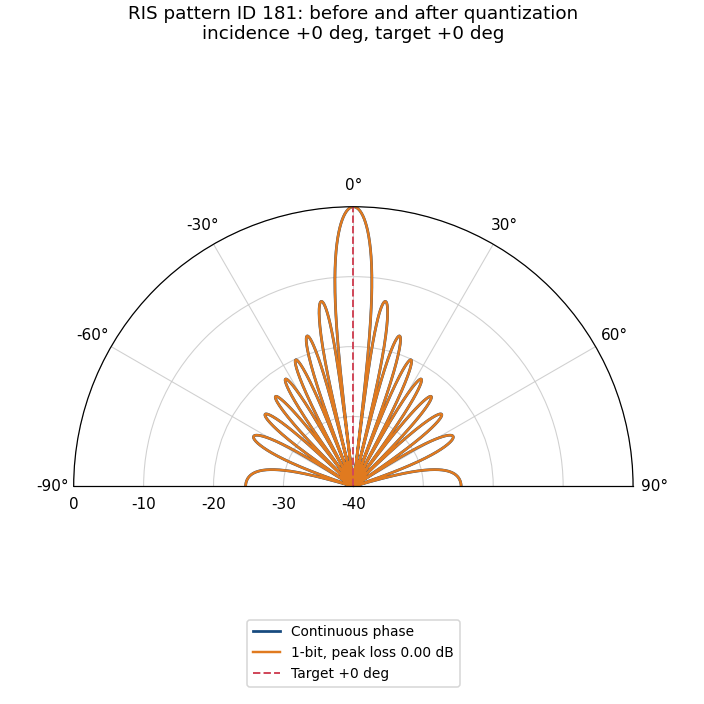 RIS pattern ID 181: before and after quantization
incidence +0 deg, target +0 deg
0°
-30°
30°
-60°
60°
-90°
90°
0
-10
-20
-30
-40
Continuous phase
1-bit, peak loss 0.00 dB
Target +0 deg